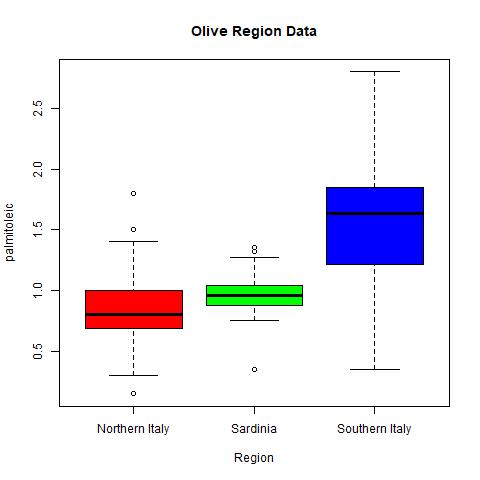 Olive Region Data
palmitoleic
2.5
2.0
1.5
1.0
0.5
Northern Italy Sardinia Southern Italy
Region